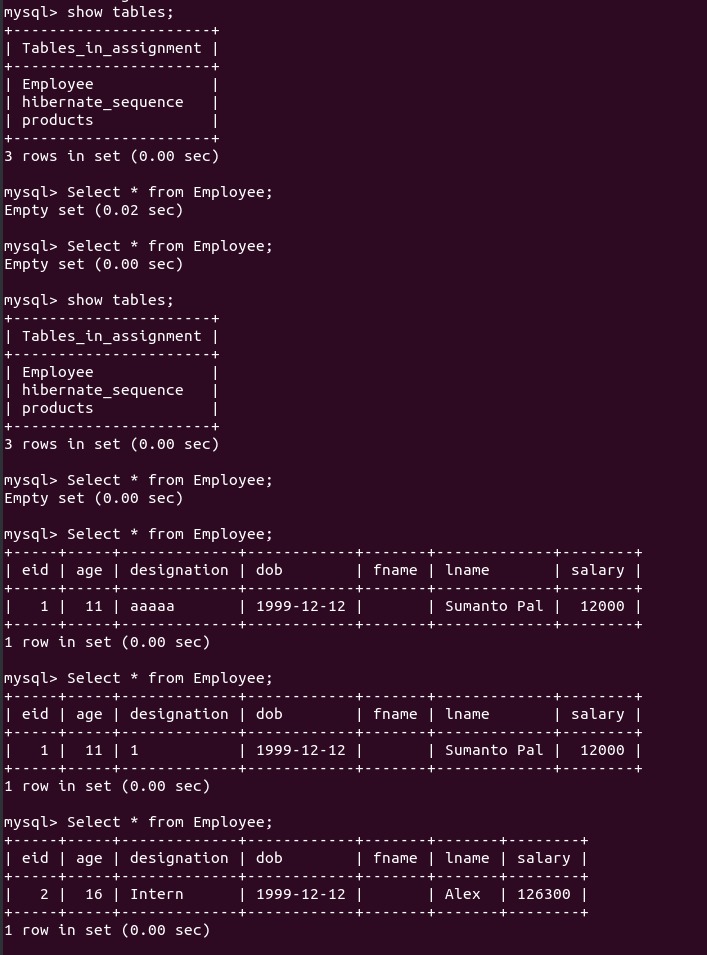 mysql> show tables;
+----------------------+
| Tables_in_assignment |
+----------------------+
| Employee             |
| hibernate_sequence   |
| products             |
+----------------------+
3 rows in set (0.00 sec)

mysql> Select * from Employee;
Empty set (0.02 sec)

mysql> Select * from Employee;
Empty set (0.00 sec)

mysql> show tables;
+----------------------+
| Tables_in_assignment |
+----------------------+
| Employee             |
| hibernate_sequence   |
| products             |
+----------------------+
3 rows in set (0.00 sec)

mysql> Select * from Employee;
Empty set (0.00 sec)

mysql> Select * from Employee;
+-----+-----+-------------+------------+-------+-------------+--------+
| eid | age | designation | dob        | fname | lname       | salary |
+-----+-----+-------------+------------+-------+-------------+--------+
|   1 |  11 | aaaaa       | 1999-12-12 |       | Sumanto Pal |  12000 |
+-----+-----+-------------+------------+-------+-------------+--------+
1 row in set (0.00 sec)

mysql> Select * from Employee;
+-----+-----+-------------+------------+-------+-------------+--------+
| eid | age | designation | dob        | fname | lname       | salary |
+-----+-----+-------------+------------+-------+-------------+--------+
|   1 |  11 | 1           | 1999-12-12 |       | Sumanto Pal |  12000 |
+-----+-----+-------------+------------+-------+-------------+--------+
1 row in set (0.00 sec)

mysql> Select * from Employee;
+-----+-----+-------------+------------+-------+-------+--------+
| eid | age | designation | dob        | fname | lname | salary |
+-----+-----+-------------+------------+-------+-------+--------+
|   2 |  16 | Intern      | 1999-12-12 |       | Alex  | 126300 |
+-----+-----+-------------+------------+-------+-------+--------+
1 row in set (0.00 sec)